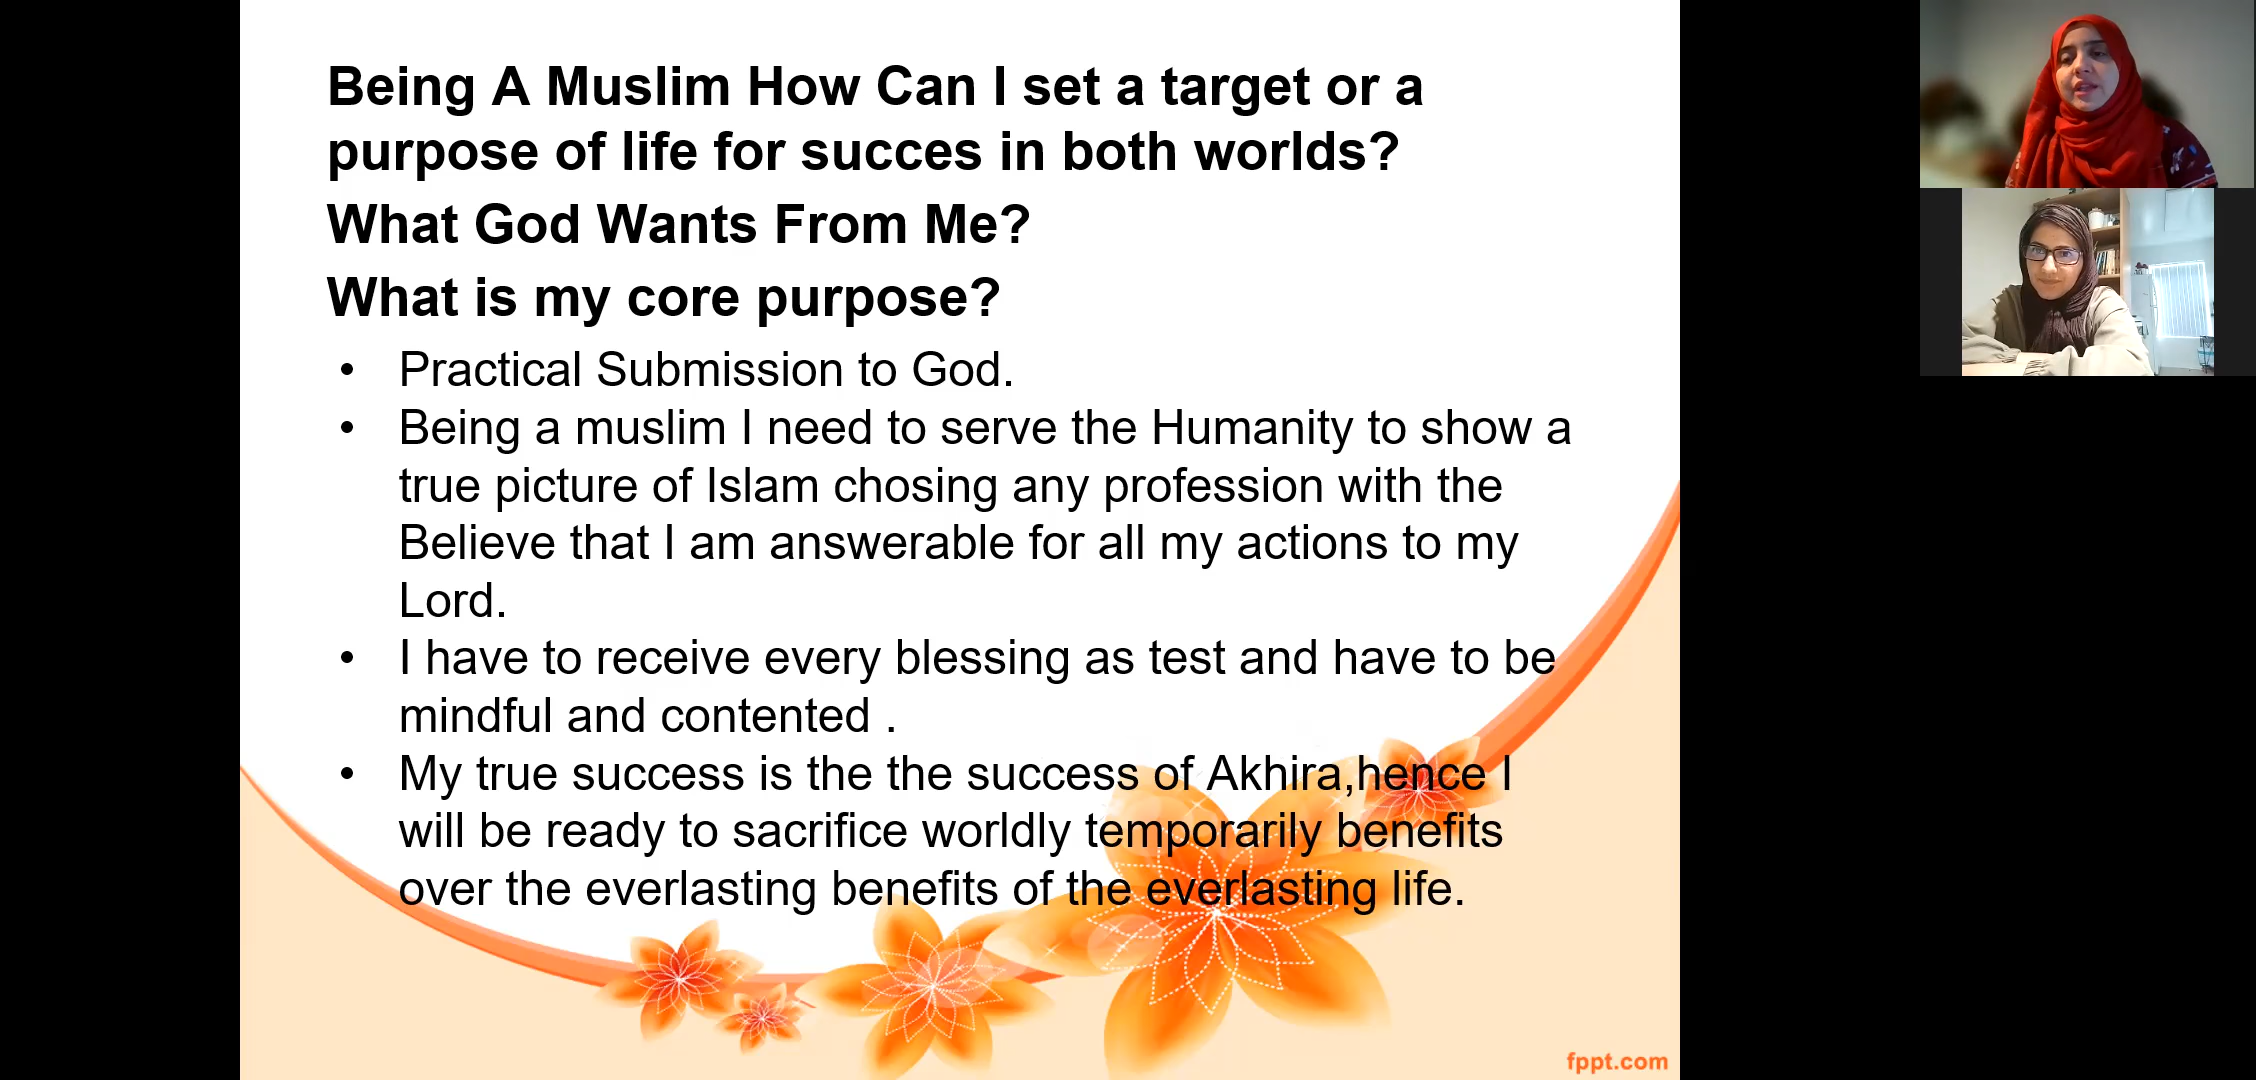 Being A Muslim How Can I set a target or a
purpose of life for succes in both worlds?
What God Wants From Me?
What is my core purpose?
• Practical Submission to God.
• Being a muslim I need to serve the Humanity to show a
true picture of Islam chosing any profession with the
Believe that I am answerable for all my actions to my
Lord.
• I have to receive every blessing as test and have to be
mindful and contented .
• My true success is the the success of Akhira,hence I
will be ready to sacrifice worldly temporarily benefits
over the everlasting benefits of the everlasting life.
fppt.com